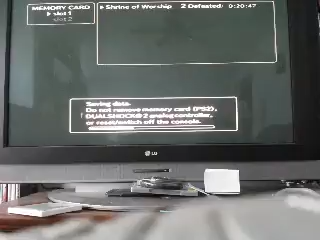 MEMORY CARD
▶ slot 1
slot 2
▶ Shrine of Worship 2 Defeated: 0:20:47
Saving data.
Do not remove memory card (PS2),
DUALSHOCK®2 analog controller,
or reset/switch off the console.
LG